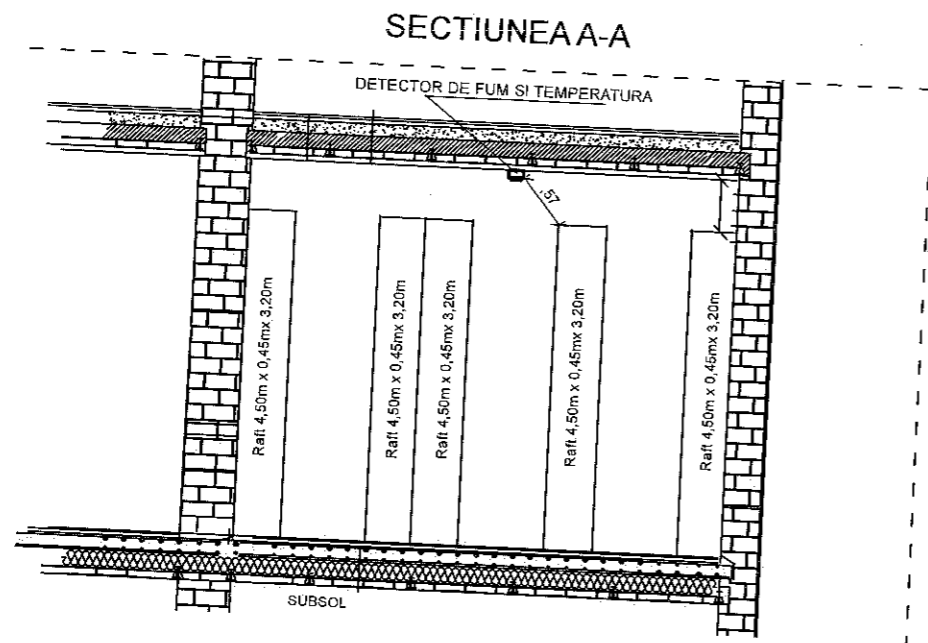 SECTIUNEA A-A
DETECTOR DE FUM SI TEMPERATURA
,57
Raft 4,50m x 0,45mx 3,20m
Raft 4,50m x 0,45mx 3,20m
Raft 4,50m x 0,45mx 3,20m
Raft 4,50m x 0,45mx 3,20m
Raft 4,50m x 0,45mx 3,20m
SUBSOL